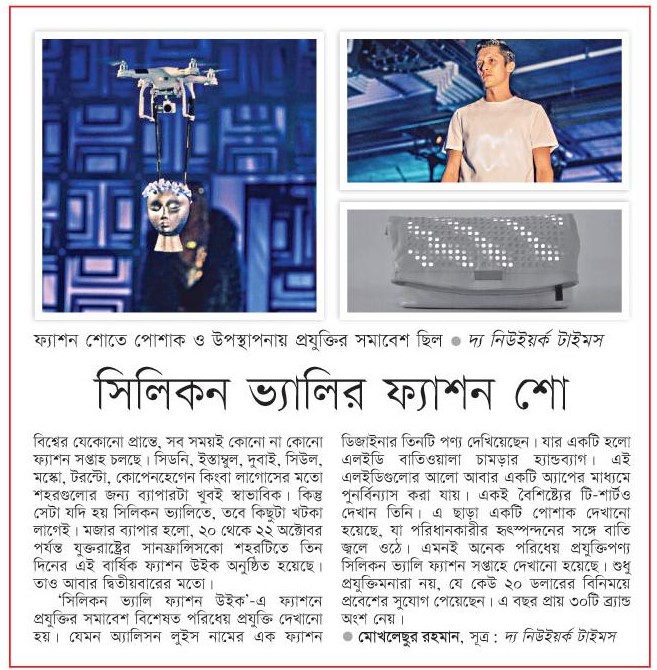 ফ্যাশন শোতে পোশাক ও উপস্থাপনায় প্রযুক্তির সমাবেশ ছিল ● দ্য নিউইয়র্ক টাইমস
সিলিকন ভ্যালির ফ্যাশন শো
বিশ্বের যেকোনো প্রান্তে, সব সময়ই কোনো না কোনো
ফ্যাশন সপ্তাহ চলছে। সিডনি, ইস্তাম্বুল, দুবাই, সিউল,
মস্কো, টরন্টো, কোপেনহেগেন কিংবা লাগোসের মতো
শহরগুলোর জন্য ব্যাপারটা খুবই স্বাভাবিক। কিন্তু
সেটা যদি হয় সিলিকন ভ্যালিতে, তবে কিছুটা খটকা
লাগেই। মজার ব্যাপার হলো, ২০ থেকে ২২ অক্টোবর
পর্যন্ত যুক্তরাষ্ট্রের সানফ্রান্সিসকো শহরটিতে তিন
দিনের এই বার্ষিক ফ্যাশন উইক অনুষ্ঠিত হয়েছে।
তাও আবার দ্বিতীয়বারের মতো।
‘সিলিকন ভ্যালি ফ্যাশন উইক’-এ ফ্যাশনে
প্রযুক্তির সমাবেশ বিশেষত পরিধেয় প্রযুক্তি দেখানো
হয়। যেমন অ্যালিসন লুইস নামের এক ফ্যাশন
ডিজাইনার তিনটি পণ্য দেখিয়েছেন। যার একটি হলো
এলইডি বাতিওয়ালা চামড়ার হ্যান্ডব্যাগ। এই
এলইডিগুলোর আলো আবার একটি অ্যাপের মাধ্যমে
পুনর্বিন্যাস করা যায়। একই বৈশিষ্ট্যের টি-শার্টও
দেখান তিনি। এ ছাড়া একটি পোশাক দেখানো
হয়েছে, যা পরিধানকারীর হৃৎস্পন্দনের সঙ্গে বাতি
জ্বলে ওঠে। এমনই অনেক পরিধেয় প্রযুক্তিপণ্য
সিলিকন ভ্যালি ফ্যাশন সপ্তাহে দেখানো হয়েছে। শুধু
প্রযুক্তিমনারা নয়, যে কেউ ২০ ডলারের বিনিময়ে
প্রবেশের সুযোগ পেয়েছেন। এ বছর প্রায় ৩০টি ব্র্যান্ড
অংশ নেয়।
● মোখলেছুর রহমান, সূত্র : দ্য নিউইয়র্ক টাইমস